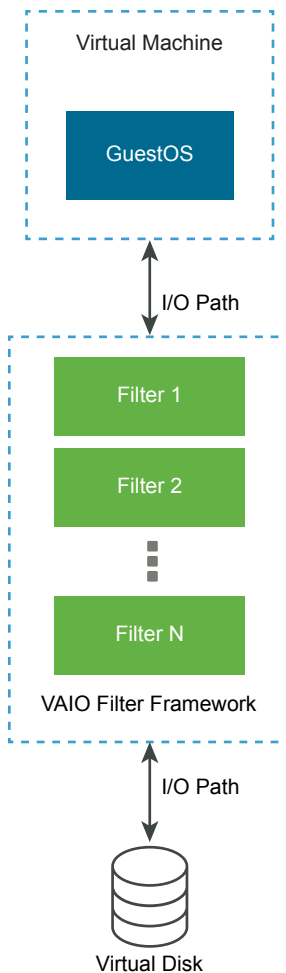 Virtual Machine
GuestOS
I/O Path
Filter 1
Filter 2
Filter N
VAIO Filter Framework
I/O Path
Virtual Disk